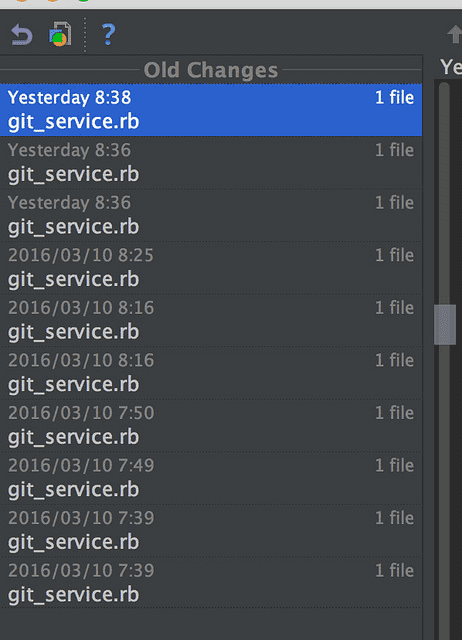 ?
Old Changes
Ye
Yesterday 8:38 1 file
git_service.rb
Yesterday 8:36 1 file
git_service.rb
Yesterday 8:36 1 file
git_service.rb
2016/03/10 8:25 1 file
git_service.rb
2016/03/10 8:16 1 file
git_service.rb
2016/03/10 8:16 1 file
git_service.rb
2016/03/10 7:50 1 file
git_service.rb
2016/03/10 7:49 1 file
git_service.rb
2016/03/10 7:39 1 file
git_service.rb
2016/03/10 7:39 1 file
git_service.rb